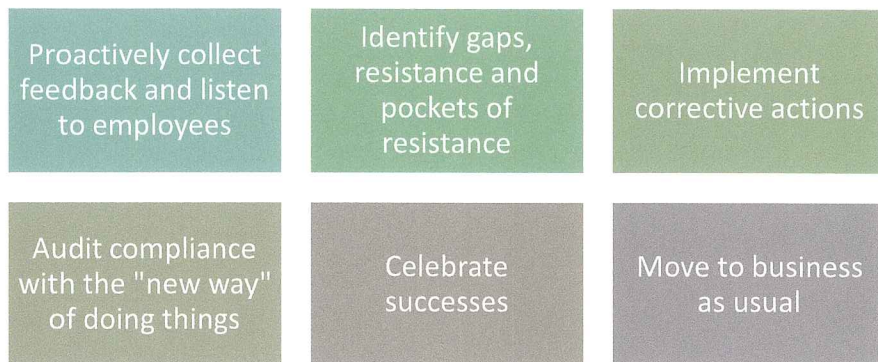 Proactively collect
feedback and listen
to employees
Identify gaps,
resistance and
pockets of
resistance
Implement
corrective actions
Audit compliance
with the "new way"
of doing things
Celebrate
successes
Move to business
as usual